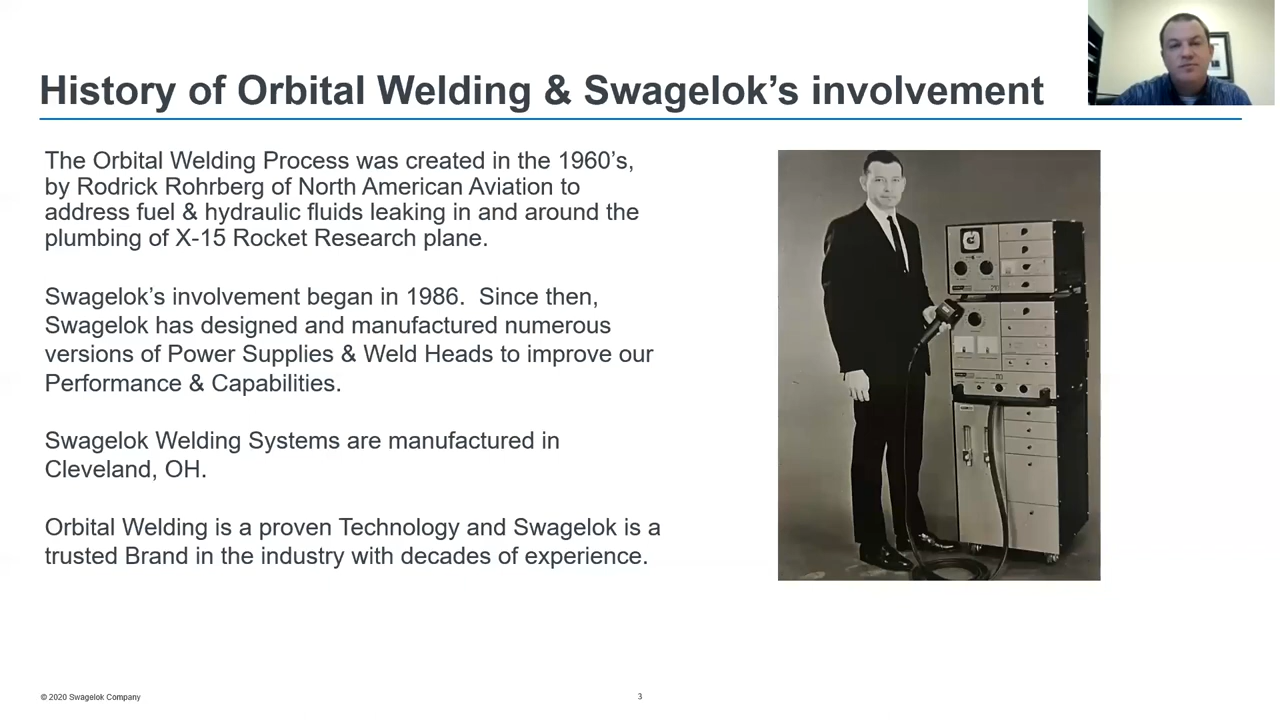 History of Orbital Welding & Swagelok’s involvement
The Orbital Welding Process was created in the 1960’s,
by Rodrick Rohrberg of North American Aviation to
address fuel & hydraulic fluids leaking in and around the
plumbing of X-15 Rocket Research plane.
Swagelok’s involvement began in 1986.  Since then,
Swagelok has designed and manufactured numerous
versions of Power Supplies & Weld Heads to improve our
Performance & Capabilities.
Swagelok Welding Systems are manufactured in
Cleveland, OH.
Orbital Welding is a proven Technology and Swagelok is a
trusted Brand in the industry with decades of experience.
© 2020 Swagelok Company
3